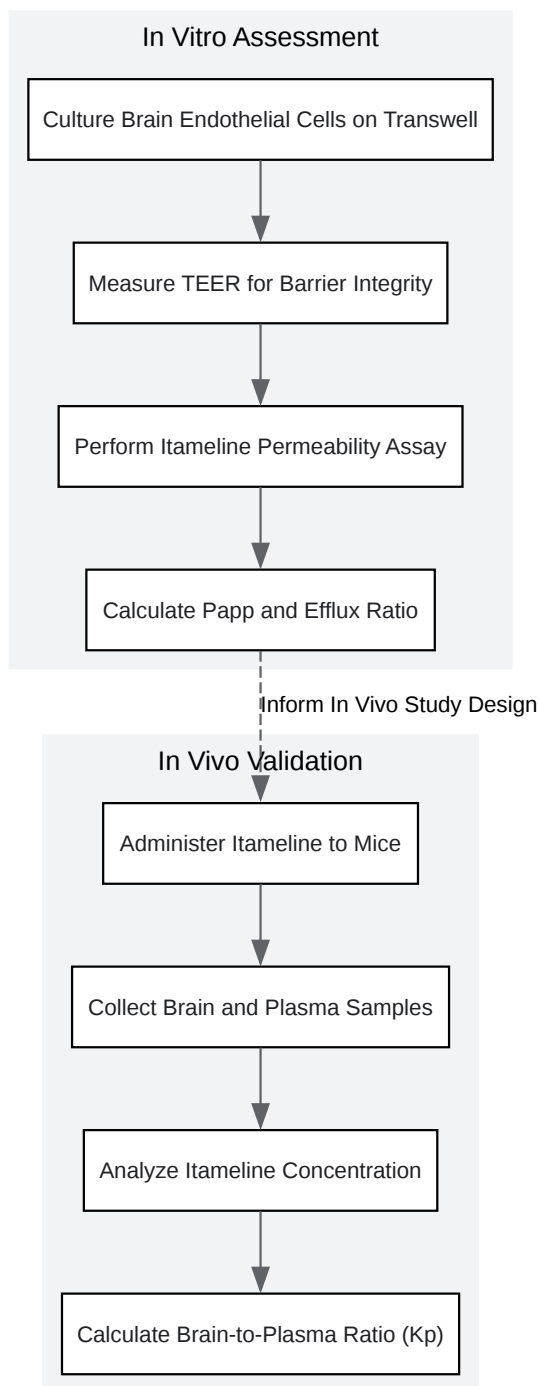 In Vitro Assessment
Culture Brain Endothelial Cells on Transwell
Measure TEER for Barrier Integrity
Perform Itameline Permeability Assay
Calculate Papp and Efflux Ratio
Inform In Vivo Study Design
In Vivo Validation
Administer Itameline to Mice
Collect Brain and Plasma Samples
Analyze Itameline Concentration
Calculate Brain-to-Plasma Ratio (Kp)